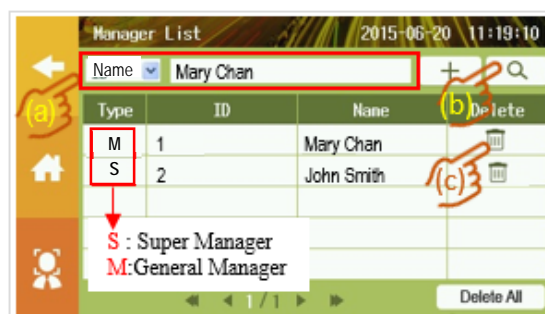 Manager List 2015-06-20 11:19:10
Name Mary Chan +
(a) (b)
Type ID Name Delete
M 1 Mary Chan
S 2 John Smith (c)
S : Super Manager
M:General Manager
1/1 Delete All